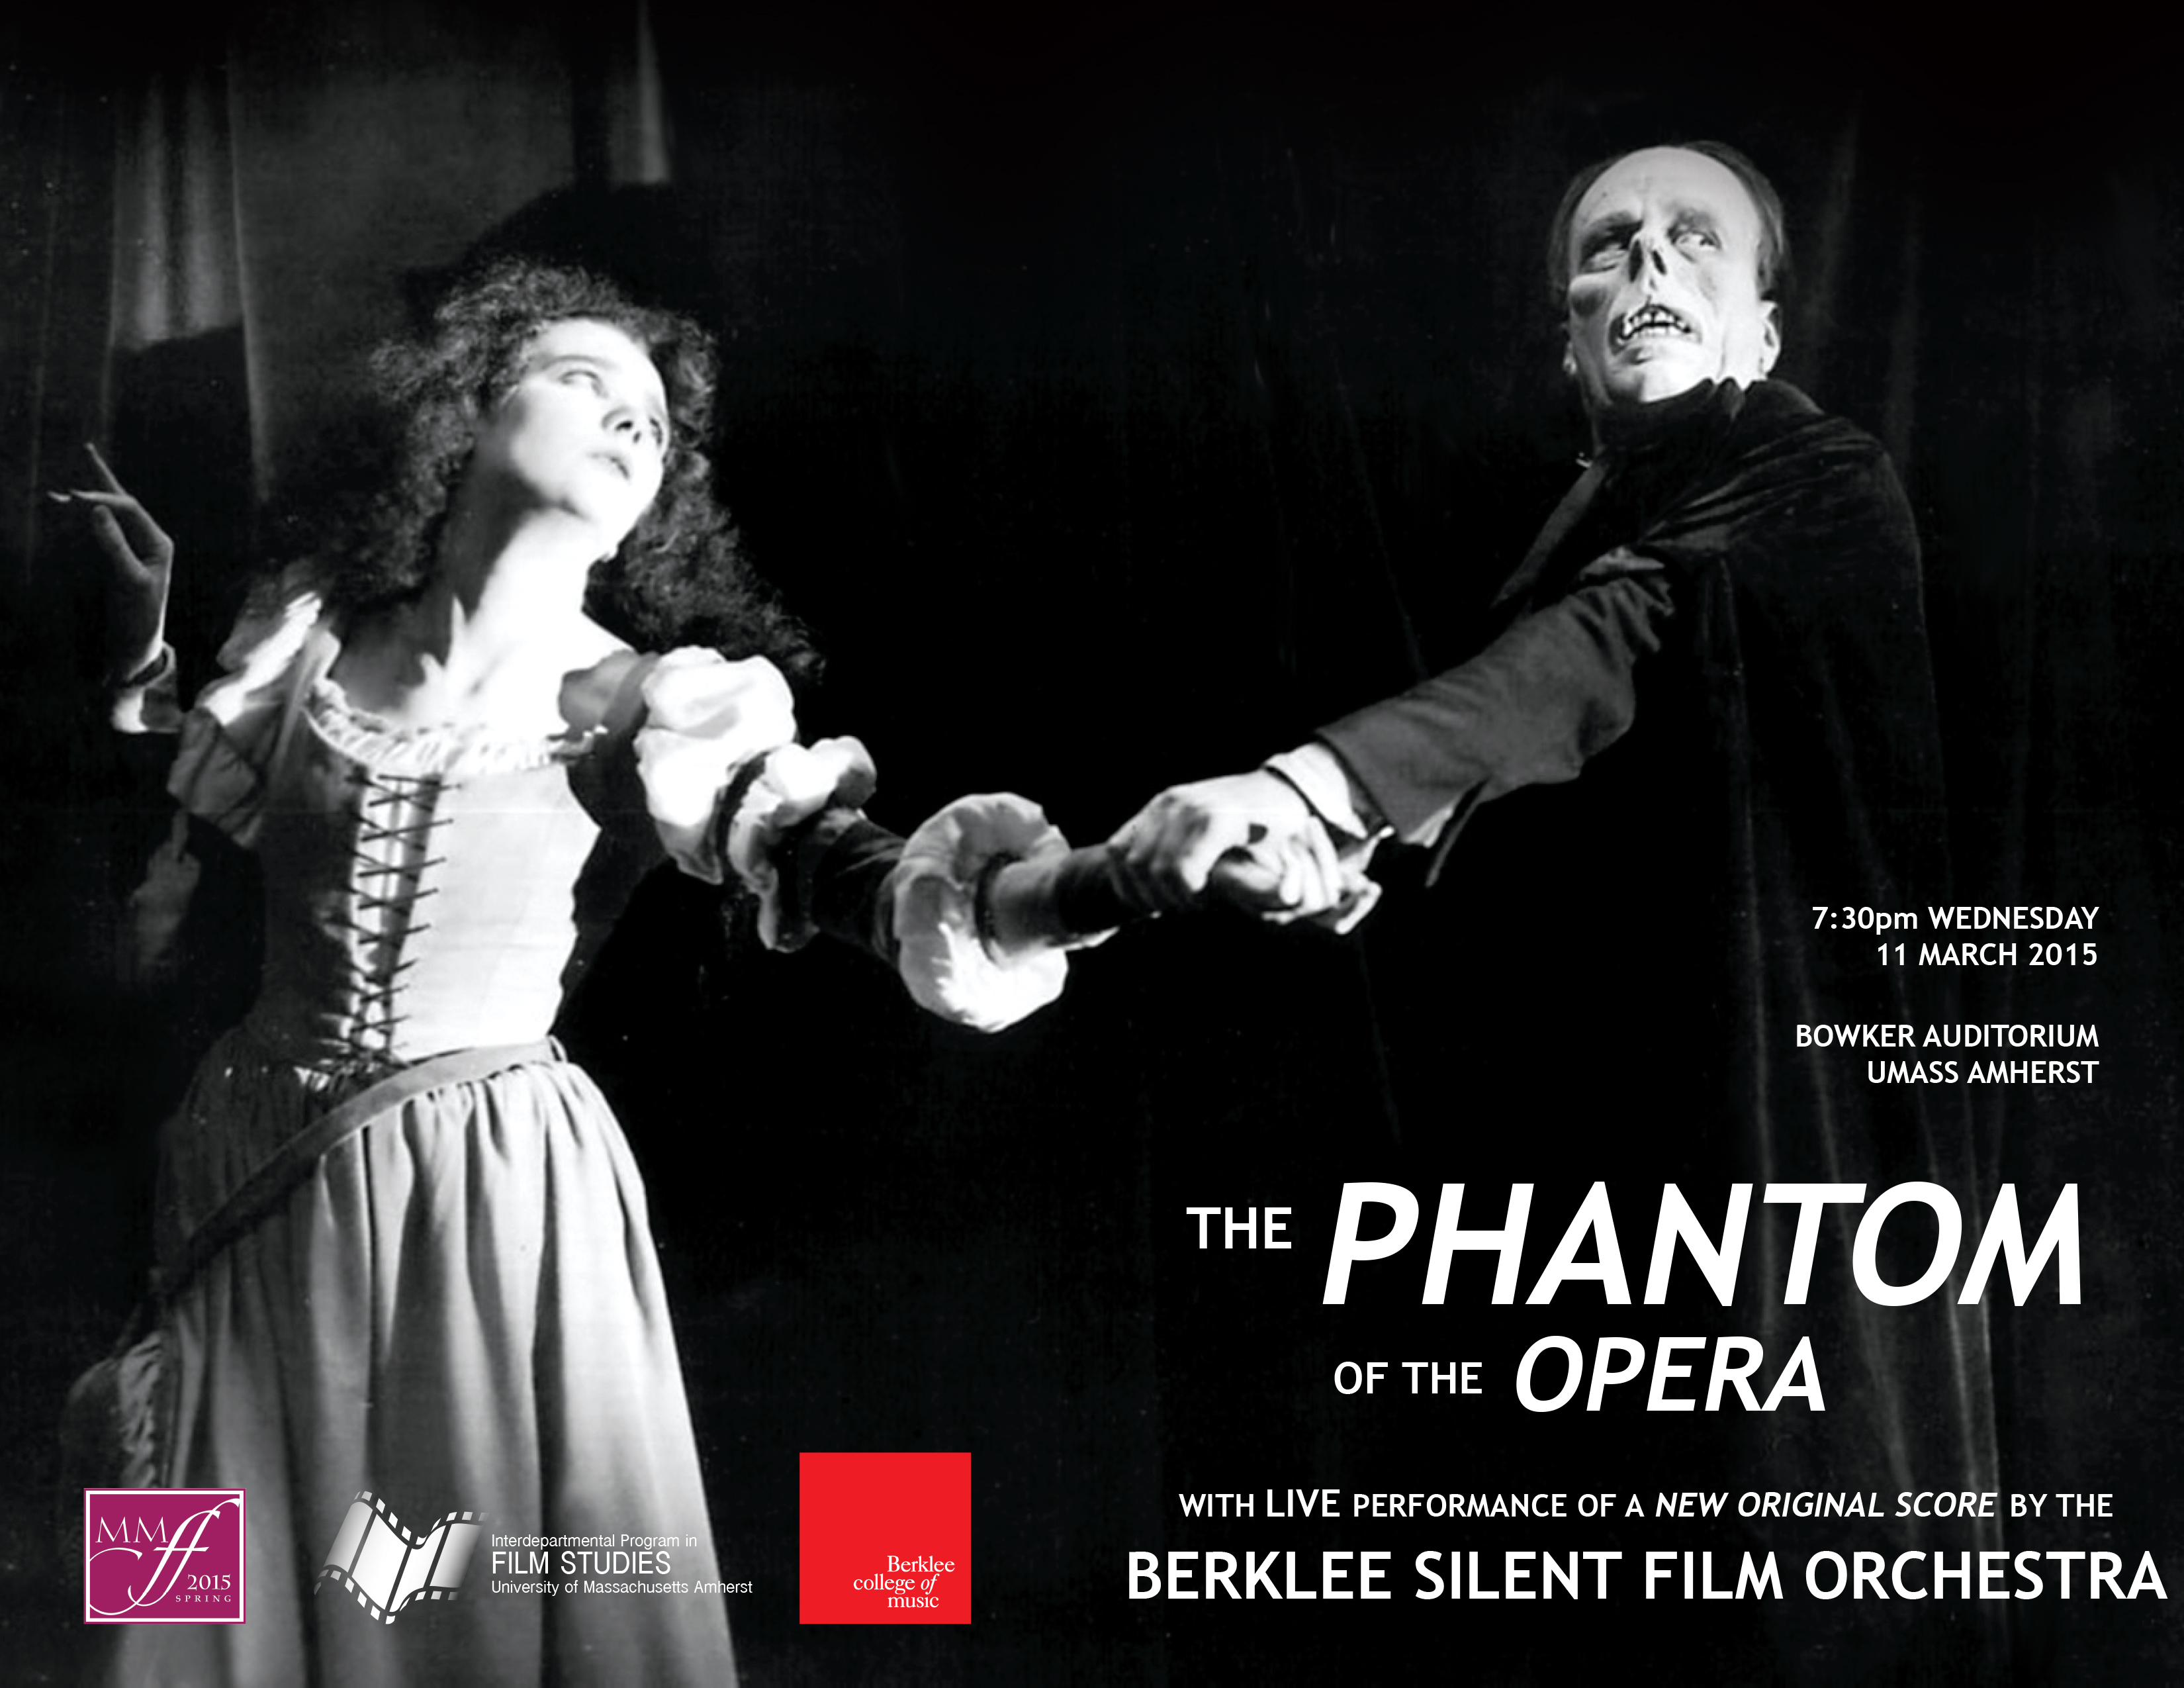 7:30pm WEDNESDAY
11 MARCH 2015
BOWKER AUDITORIUM
UMASS AMHERST
THE PHANTOM
OF THE OPERA
WITH LIVE PERFORMANCE OF A NEW ORIGINAL SCORE BY THE
BERKLEE SILENT FILM ORCHESTRA
MMff
2015
SPRING
Interdepartmental Program in
FILM STUDIES
University of Massachusetts Amherst
Berklee
college of
music